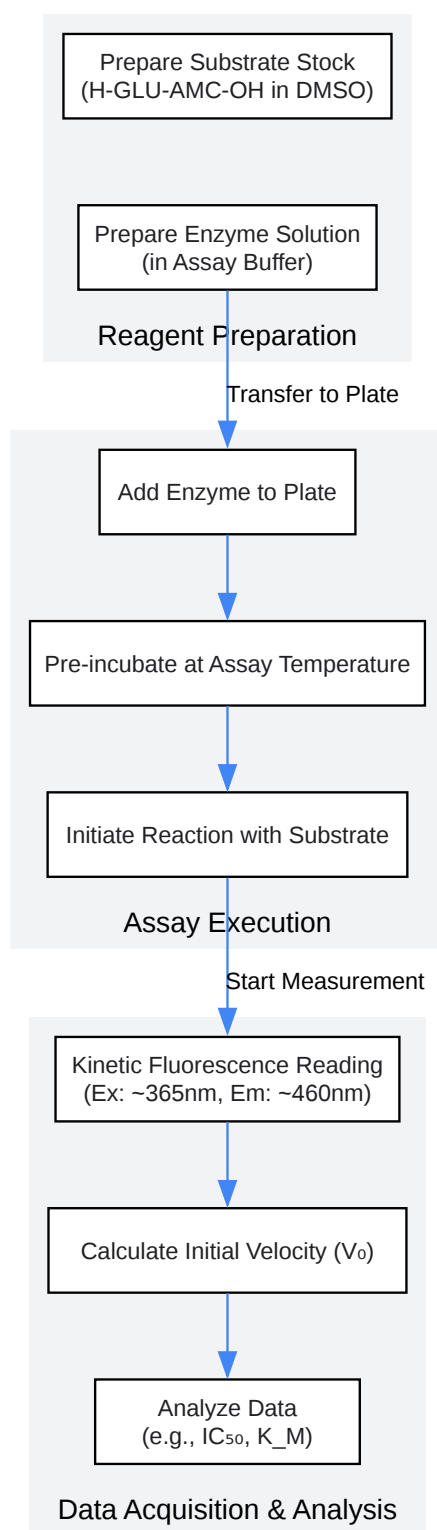 Prepare Substrate Stock
(H-GLU-AMC-OH in DMSO)
Prepare Enzyme Solution
(in Assay Buffer)
Reagent Preparation
Transfer to Plate
Add Enzyme to Plate
Pre-incubate at Assay Temperature
Initiate Reaction with Substrate
Assay Execution
Start Measurement
Kinetic Fluorescence Reading
(Ex: ~365nm, Em: ~460nm)
Calculate Initial Velocity (V₀)
Analyze Data
(e.g., IC₅₀, K_M)
Data Acquisition & Analysis